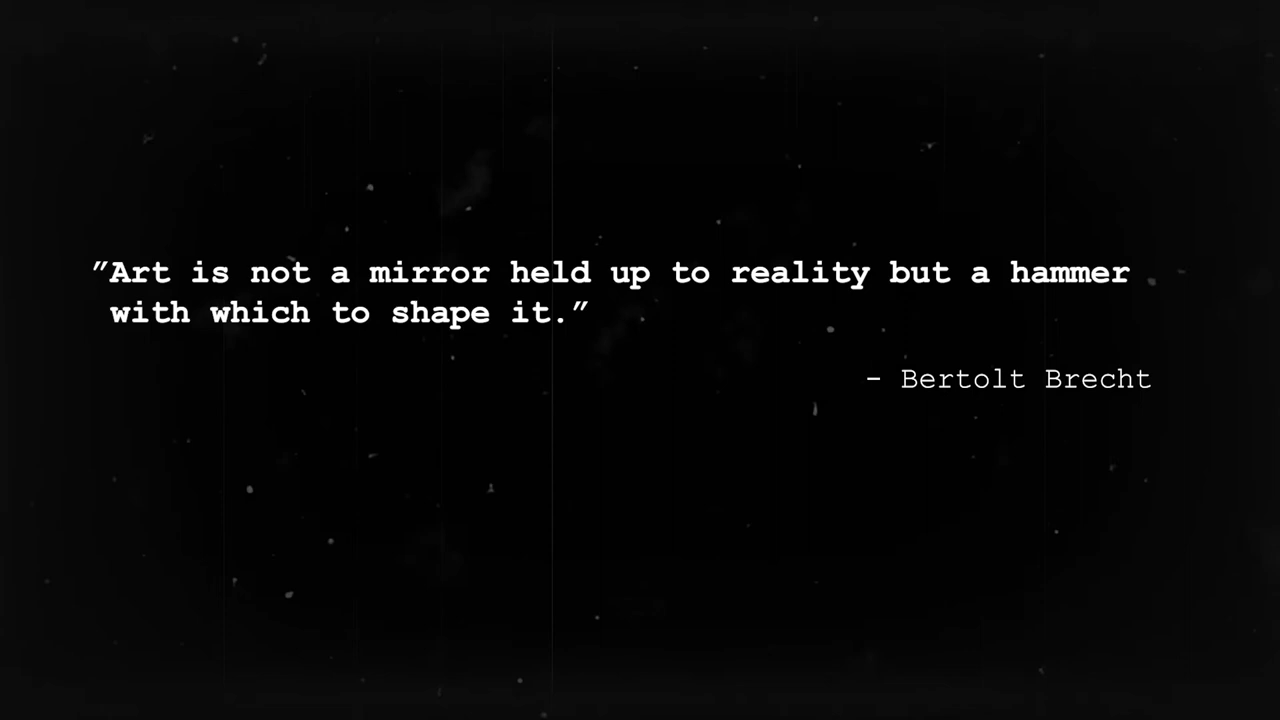 "Art is not a mirror held up to reality but a hammer
with which to shape it."
- Bertolt Brecht